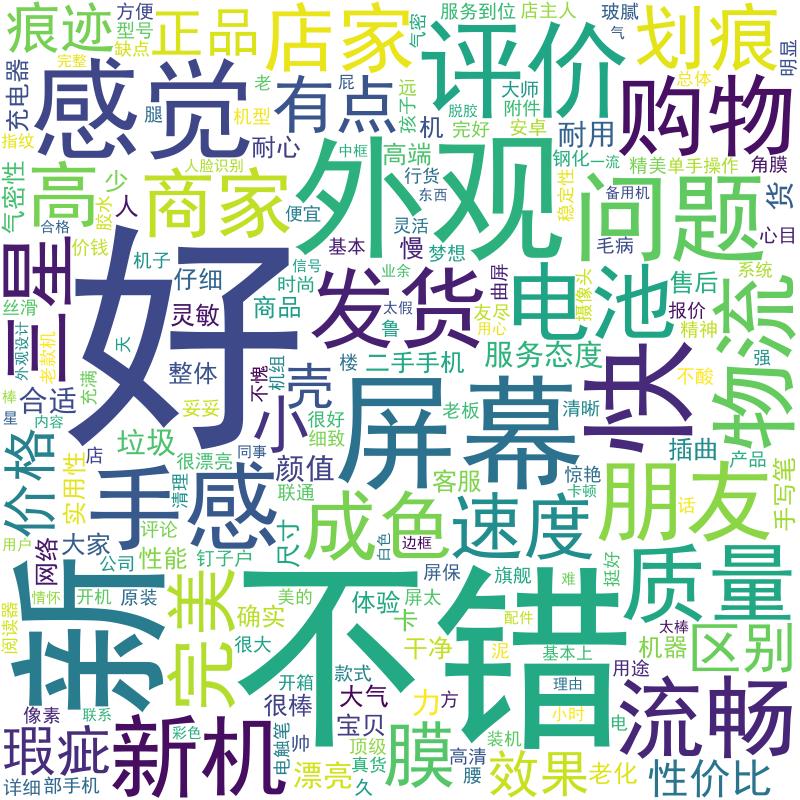 痕迹
方便
型号
缺点
正品
店家
气密
服务到位
店主人
评价
玻腻
气
划痕
明显
充电器
完整
感觉
老
腿
屁
有点
孩子
远
大师
附件
总体
购物
指纹
机型
耐心
人脸识别
中框
高端
机
脱胶
完好
安卓
耐用
钢化
一流
精美
单手操作
角膜
气密性
高
少
胶水
人
商家
便宜
行货
东西
外观
稳定性
备用机
问题
货
合格
价钱
机子
仔细
时尚
信号
基本
灵活
慢
梦想
毛病
心目
三星
丝滑
外观设计
老款机
天
好
灵敏
商品
发货
业余
太假
鲁
曲屏
友尽
用心
电池
摄像头
售后
报价
精神
系统
物流
强
棒
星
合适
充满
整体
妥妥
不愧
机组
壳
楼
二手手机
服务态度
快
不酸
内容
垃圾
小
很好
细致
屏幕
老板
清晰
插曲
产品
价格
店
实用性
很漂亮
清理
同事
手感
颜值
联通
客服
惊艳
卡顿
朋友
话
手写笔
用户
网络
大家
评论
性能
公司
钉子户
尺寸
成色
白色
边框
速度
挺好
质量
阅读器
情怀
开机
原装
新
完美
确实
很大
美的
体验
卡
屏太
屏保
旗舰
难
不错
配件
太棒
干净
泥
基本上
机器
区别
用途
像素
联系
彩色
开箱
款式
很棒
大气
理由
小时
力
方
电
瑕疵
新机
电触笔
帅
宝贝
顶级
真货
膜
高清
装机
流畅
详细
部手机
漂亮
久
腰
效果
老化
性价比